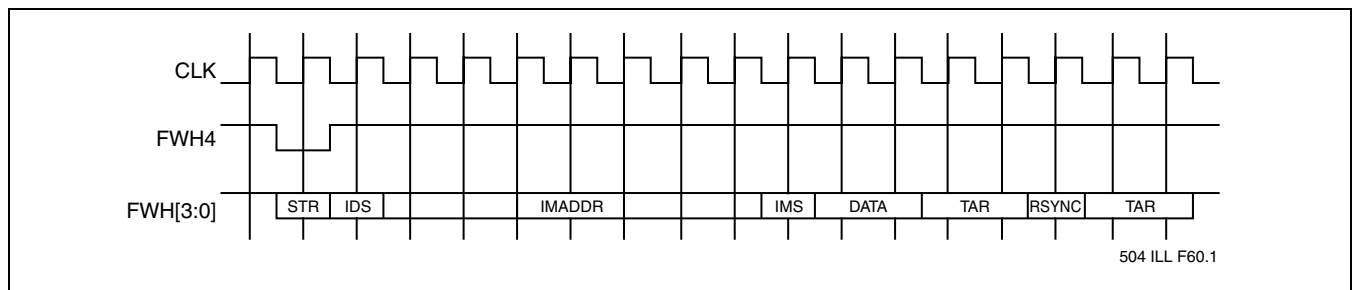 CLK
FWH4
FWH[3:0]
STR IDS IMADDR IMS DATA TAR RSYNC TAR
504 ILL F60.1